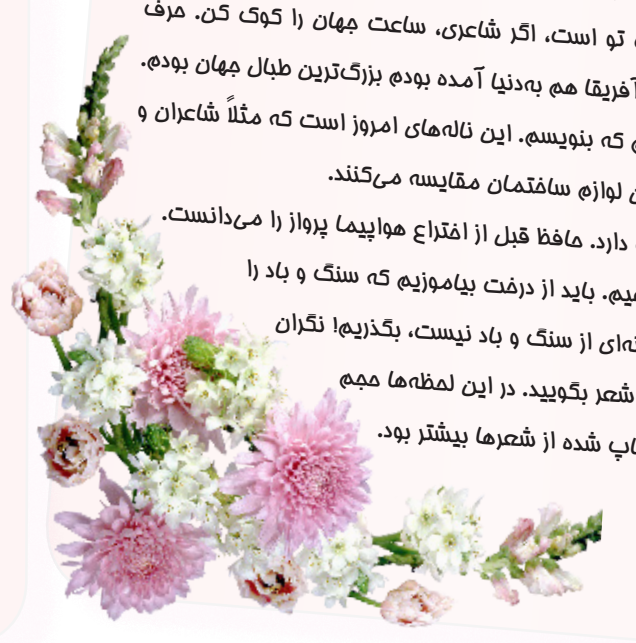 تو است، اگر شاعری، ساعت جهان را کوک کن. حرف
آفریقا هم به‌دنیا آمده بودم بزرگ‌ترین طبال جهان بودم.
که بنویسم. این ناله‌های امروز است که مثلاً شاعران و
لوازم ساختمان مقایسه می‌کنند.
دارد. حافظ قبل از اختراع هواپیما پرواز را می‌دانست.
باید از درخت بیاموزیم که سنگ و باد را
از سنگ و باد نیست، بگذریم! نگران
شعر بگویید. در این لحظه‌ها حجم
شده از شعرها بیشتر بود.